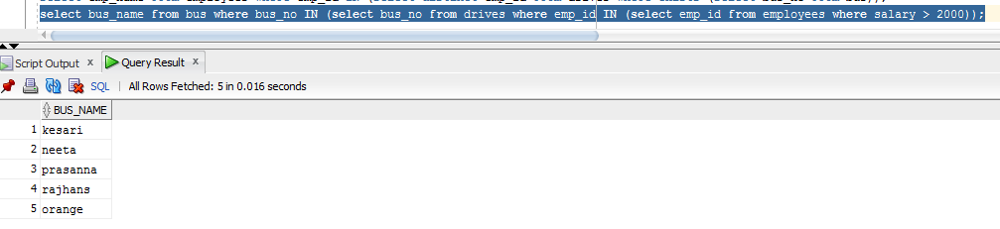 select bus_name from bus where bus_no IN (select bus_no from drives where emp_id IN (select emp_id from employees where salary > 2000));
Script Output x Query Result x
SQL | All Rows Fetched: 5 in 0.016 seconds
BUS_NAME
1 kesari
2 neeta
3 prasanna
4 rajhans
5 orange